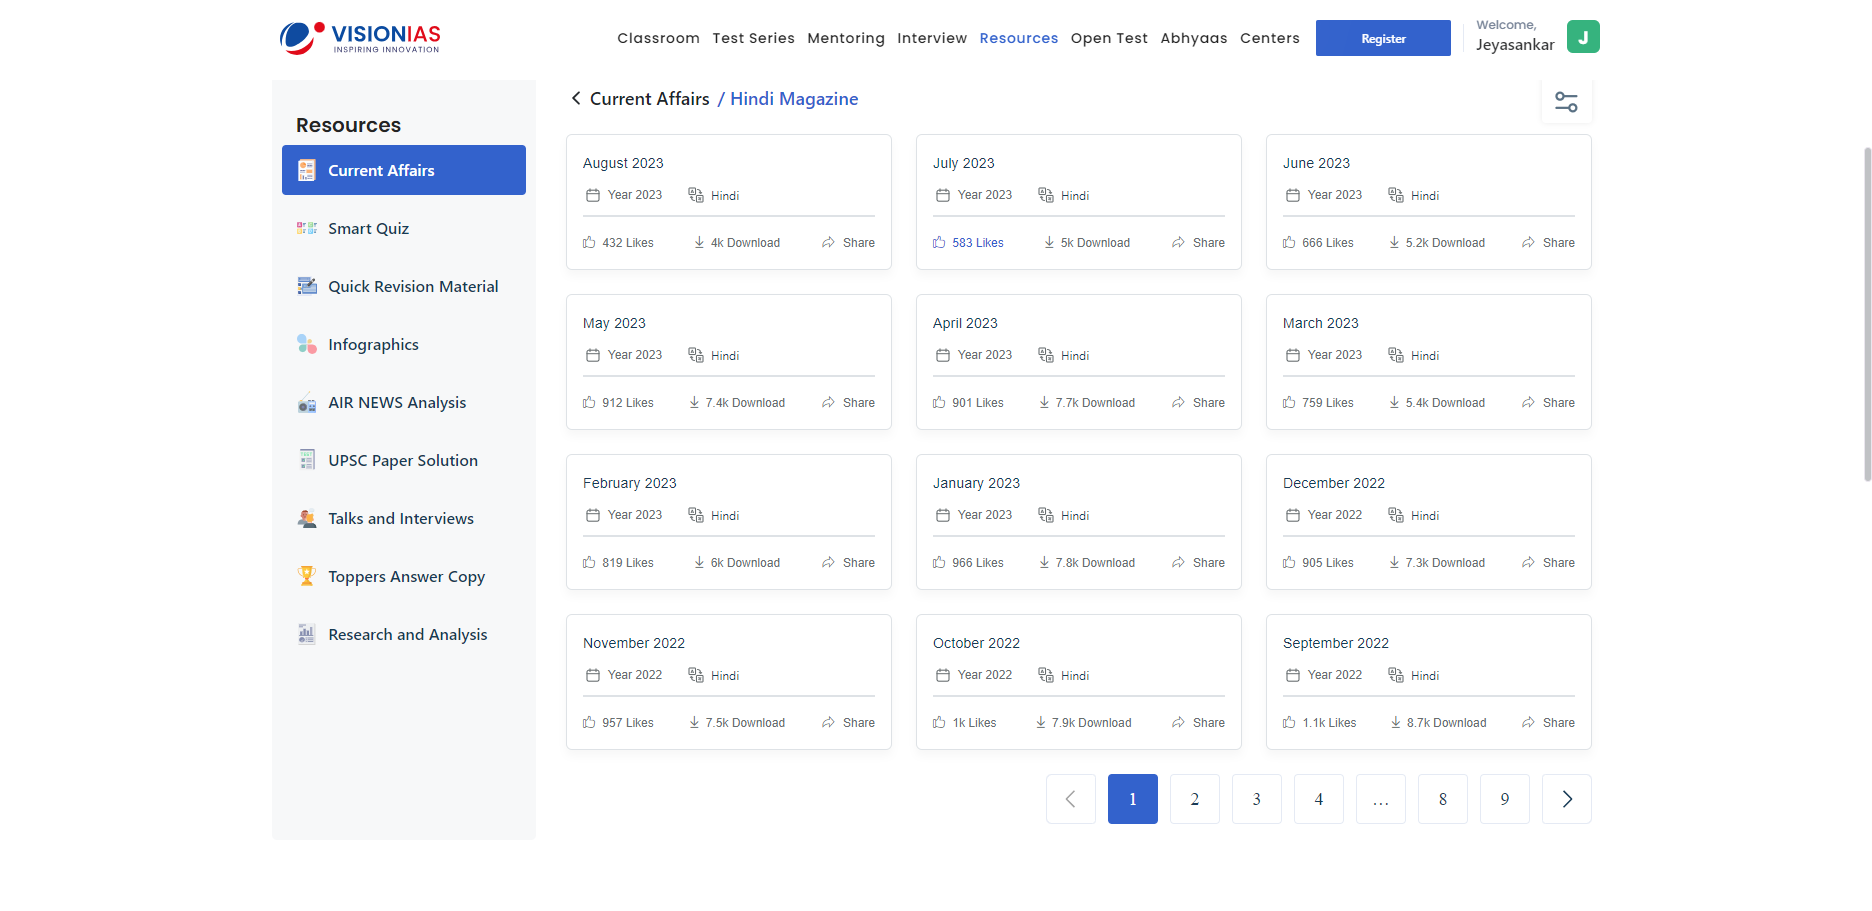 VISIONIAS
INSPIRING INNOVATION
Classroom Test Series Mentoring Interview Resources Open Test Abhyaas Centers
Register
Welcome,
Jeyasankar
J
Resources
Current Affairs
Smart Quiz
Quick Revision Material
Infographics
AIR NEWS Analysis
UPSC Paper Solution
Talks and Interviews
Toppers Answer Copy
Research and Analysis
Current Affairs / Hindi Magazine
August 2023
Year 2023 Hindi
432 Likes 4k Download Share
July 2023
Year 2023 Hindi
583 Likes 5k Download Share
June 2023
Year 2023 Hindi
666 Likes 5.2k Download Share
May 2023
Year 2023 Hindi
912 Likes 7.4k Download Share
April 2023
Year 2023 Hindi
901 Likes 7.7k Download Share
March 2023
Year 2023 Hindi
759 Likes 5.4k Download Share
February 2023
Year 2023 Hindi
819 Likes 6k Download Share
January 2023
Year 2023 Hindi
966 Likes 7.8k Download Share
December 2022
Year 2022 Hindi
905 Likes 7.3k Download Share
November 2022
Year 2022 Hindi
957 Likes 7.5k Download Share
October 2022
Year 2022 Hindi
1k Likes 7.9k Download Share
September 2022
Year 2022 Hindi
1.1k Likes 8.7k Download Share
1 2 3 4 ... 8 9